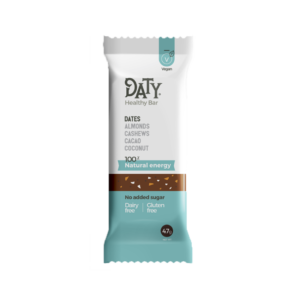 vegan
DATY
Healthy Bar
DATES
ALMONDS
CASHEWS
CACAO
COCONUT
100%
Natural energy
No added sugar
Dairy free
Gluten free
47g